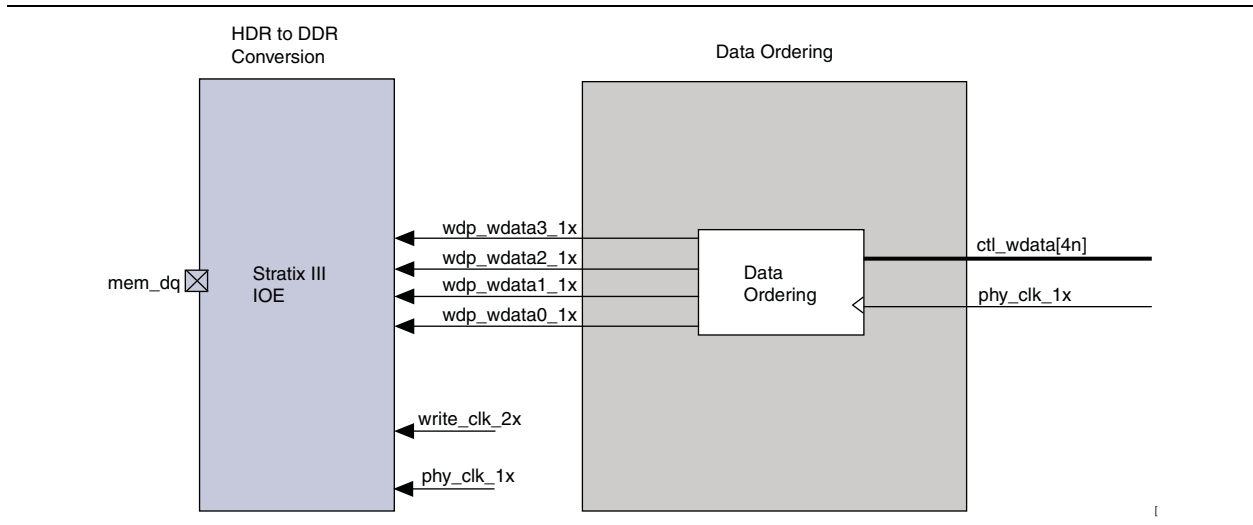 HDR to DDR
Conversion
Data Ordering
wdp_wdata3_1x
ctl_wdata[4n]
wdp_wdata2_1x
mem_dq
Stratix III
IOE
Data
Ordering
wdp_wdata1_1x
phy_clk_1x
wdp_wdata0_1x
write_clk_2x
phy_clk_1x
[